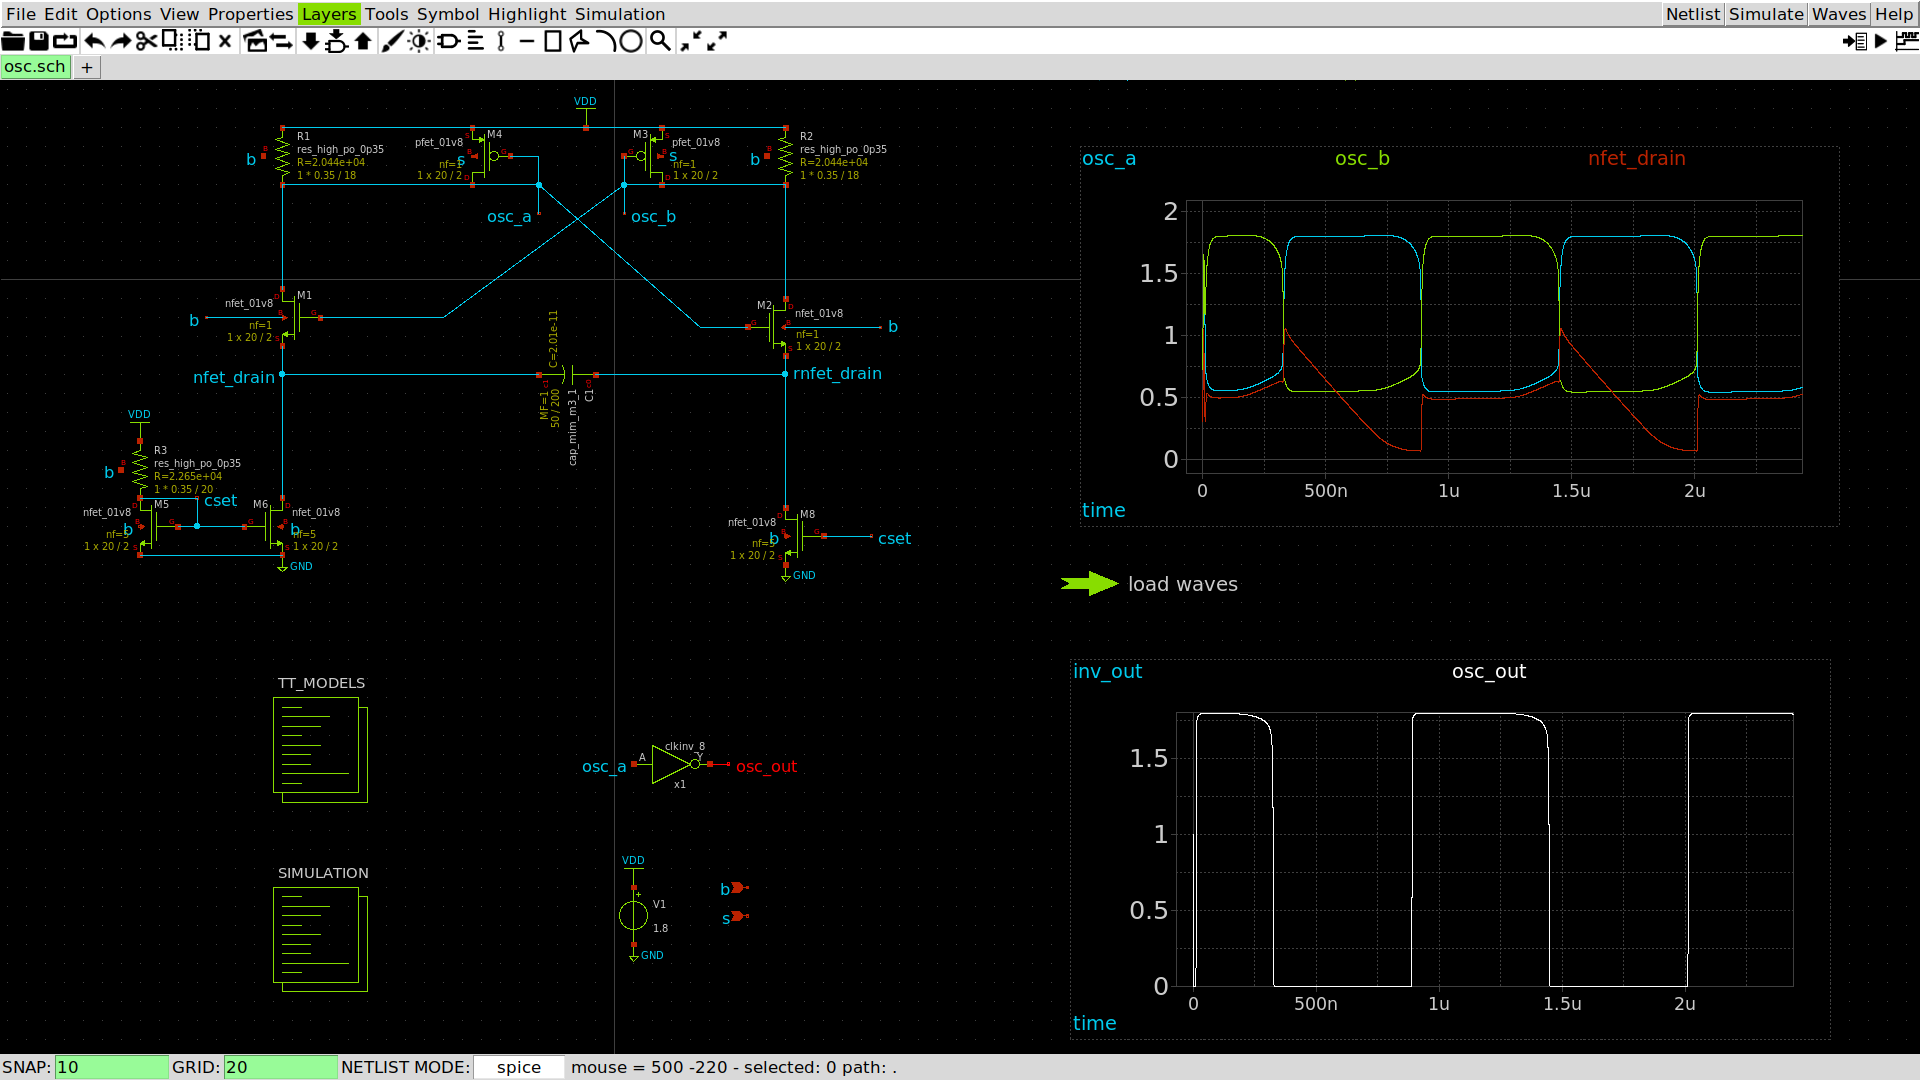 File Edit Options View Properties Layers Tools Symbol Highlight Simulation Netlist Simulate Waves Help
osc.sch +
VDD
R1
res_high_po_0p35
R=2.044e+04
1 * 0.35 / 18
b
M4
pfet_01v8
s
nf=1
1 x 20 / 2
M3
pfet_01v8
s
nf=1
1 x 20 / 2
R2
res_high_po_0p35
R=2.044e+04
1 * 0.35 / 18
b
osc_a
osc_b
M1
nfet_01v8
b
nf=1
1 x 20 / 2
M2
nfet_01v8
b
nf=1
1 x 20 / 2
nfet_drain
C=2.01e-11
MF=1
50 / 200
cap_mim_m3_1
C1
rnfet_drain
VDD
R3
res_high_po_0p35
R=2.265e+04
1 * 0.35 / 20
b
cset
M5
nfet_01v8
b
nf=5
1 x 20 / 2
M6
nfet_01v8
b
nf=5
1 x 20 / 2
GND
M8
nfet_01v8
b
nf=5
1 x 20 / 2
cset
GND
osc_a osc_b nfet_drain
2
1.5
1
0.5
0
0 500n 1u 1.5u 2u
time
load waves
TT_MODELS
SIMULATION
osc_a
A
clkinv_8
Y
x1
osc_out
VDD
+
V1
1.8
GND
b
s
inv_out osc_out
1.5
1
0.5
0
0 500n 1u 1.5u 2u
time
SNAP: 10 GRID: 20 NETLIST MODE: spice mouse = 500 -220 - selected: 0 path: .